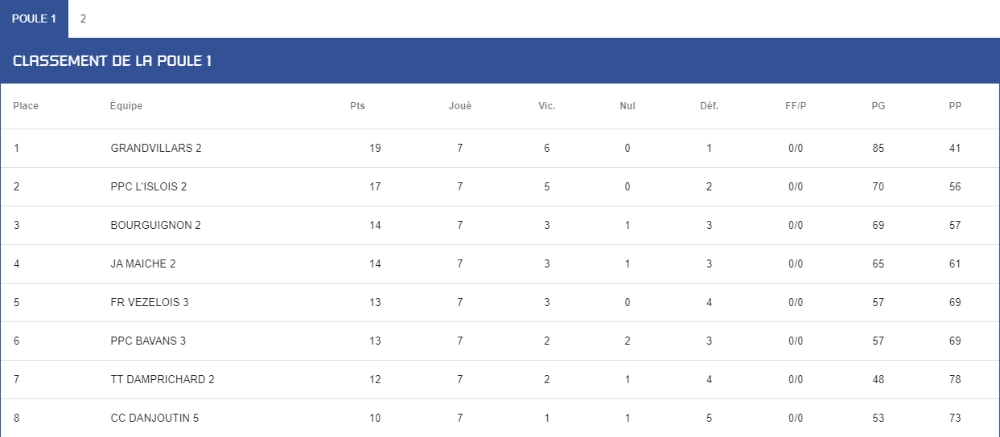 POULE 1 2
CLASSEMENT DE LA POULE 1
Place Équipe Pts Joué Vic. Nul Déf. FF/P PG PP
1 GRANDVILLARS 2 19 7 6 0 1 0/0 85 41
2 PPC L'ISLOIS 2 17 7 5 0 2 0/0 70 56
3 BOURGUIGNON 2 14 7 3 1 3 0/0 69 57
4 JA MAICHE 2 14 7 3 1 3 0/0 65 61
5 FR VEZELOIS 3 13 7 3 0 4 0/0 57 69
6 PPC BAVANS 3 13 7 2 2 3 0/0 57 69
7 TT DAMPRICHARD 2 12 7 2 1 4 0/0 48 78
8 CC DANJOUTIN 5 10 7 1 1 5 0/0 53 73